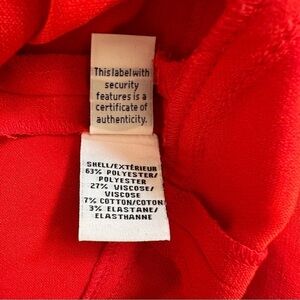 This label with
security
features is a
certificate of
authenticity.
SHELL/EXTÉRIEUR
63% POLYESTER/
POLYESTER
27% VISCOSE/
VISCOSE
7% COTTON/COTON
3% ELASTANE/
ELASTHANNE